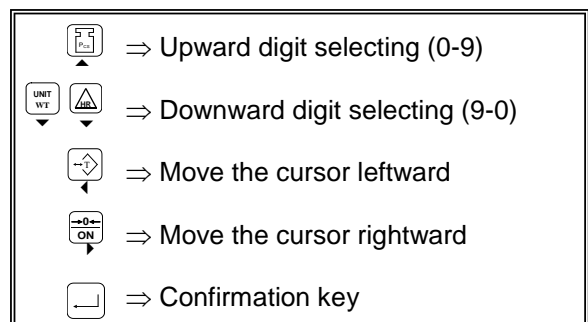 Pcs ⇒ Upward digit selecting (0-9)
UNIT WT HR ⇒ Downward digit selecting (9-0)
T ⇒ Move the cursor leftward
→0← ON ⇒ Move the cursor rightward
⇒ Confirmation key